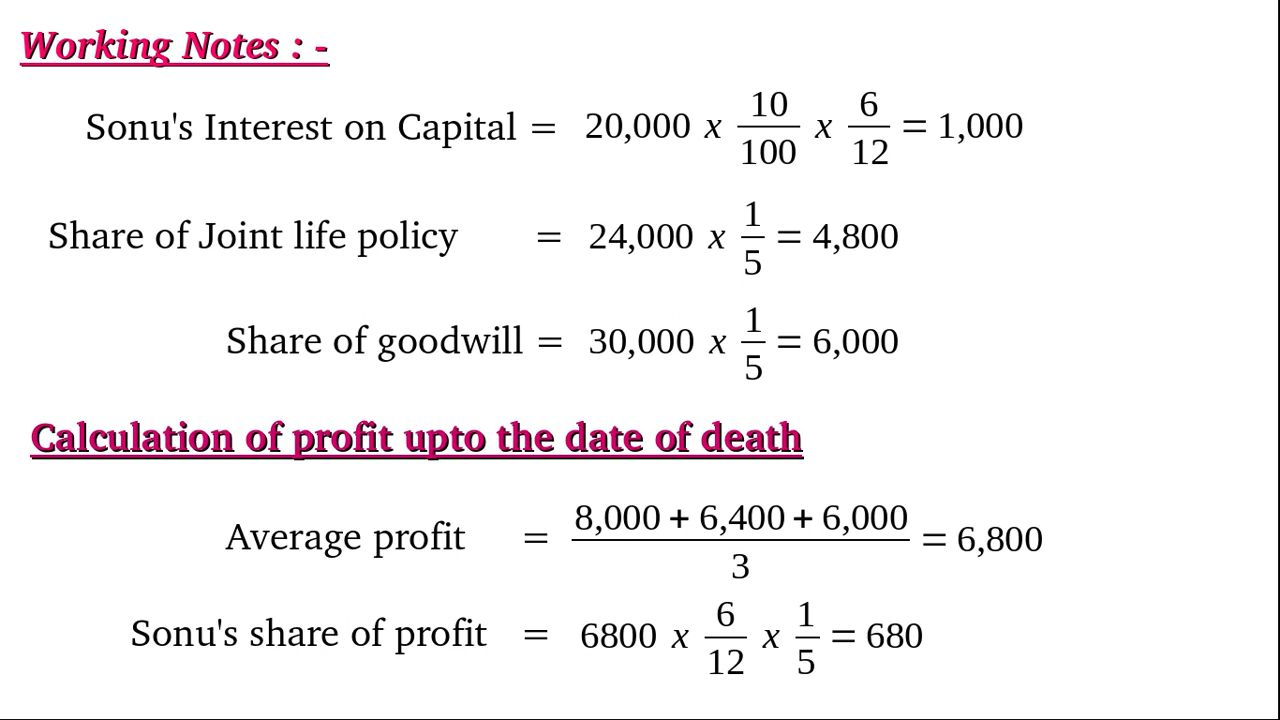 Working Notes : -
Sonu's Interest on Capital = 20,000 x 10/100 x 6/12 = 1,000
Share of Joint life policy = 24,000 x 1/5 = 4,800
Share of goodwill = 30,000 x 1/5 = 6,000
Calculation of profit upto the date of death
Average profit = 8,000 + 6,400 + 6,000/3 = 6,800
Sonu's share of profit = 6800 x 6/12 x 1/5 = 680